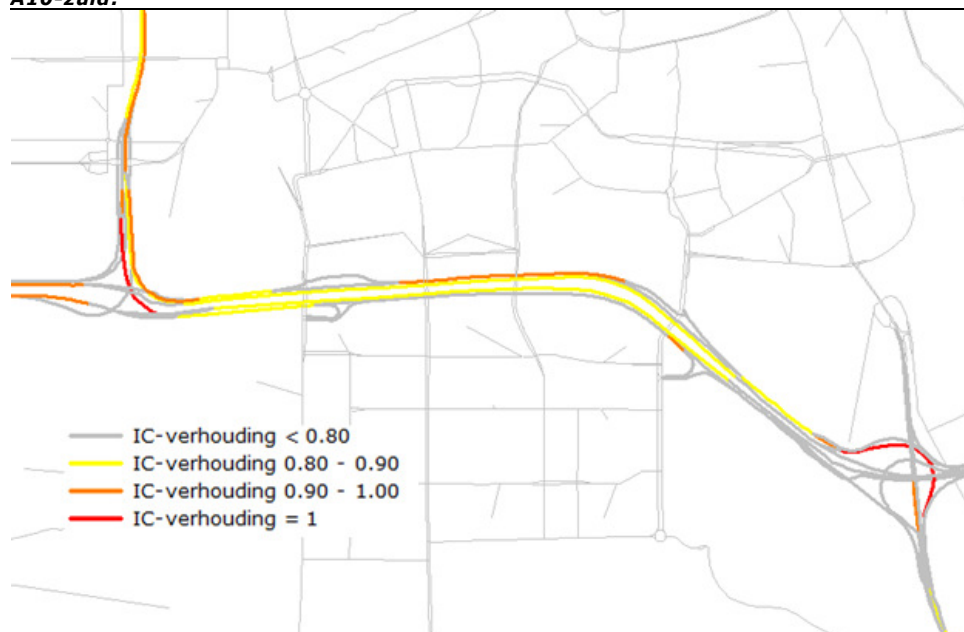 A10-Zuid.
IC-verhouding < 0.80
IC-verhouding 0.80 - 0.90
IC-verhouding 0.90 - 1.00
IC-verhouding = 1